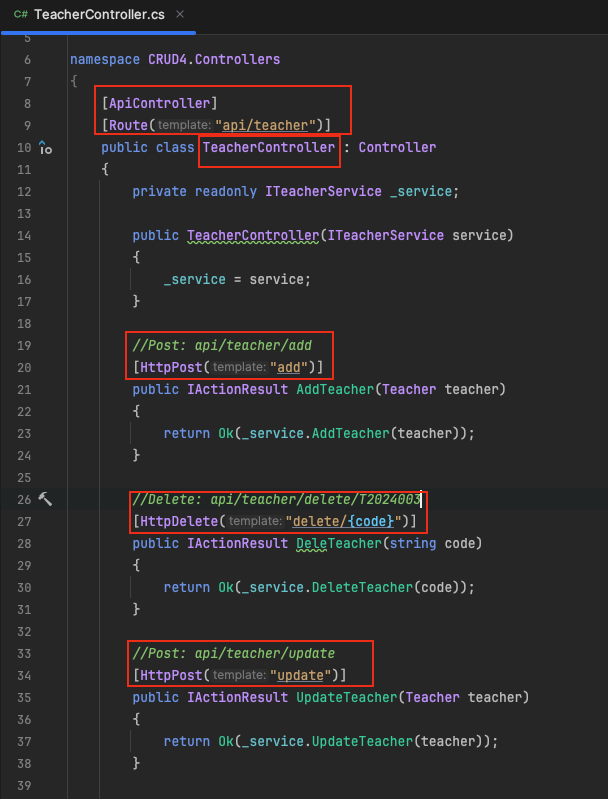 C# TeacherController.cs ×
5
6 namespace CRUD4.Controllers
7 {
8 [ApiController]
9 [Route( template: "api/teacher")]
10 public class TeacherController : Controller
11 {
12 private readonly ITeacherService _service;
13
14 public TeacherController(ITeacherService service)
15 {
16 _service = service;
17 }
18
19 //Post: api/teacher/add
20 [HttpPost( template: "add")]
21 public IActionResult AddTeacher(Teacher teacher)
22 {
23 return Ok(_service.AddTeacher(teacher));
24 }
25
26 //Delete: api/teacher/delete/T2024003
27 [HttpDelete( template: "delete/{code}")]
28 public IActionResult DeleTeacher(string code)
29 {
30 return Ok(_service.DeleteTeacher(code));
31 }
32
33 //Post: api/teacher/update
34 [HttpPost( template: "update")]
35 public IActionResult UpdateTeacher(Teacher teacher)
36 {
37 return Ok(_service.UpdateTeacher(teacher));
38 }
39